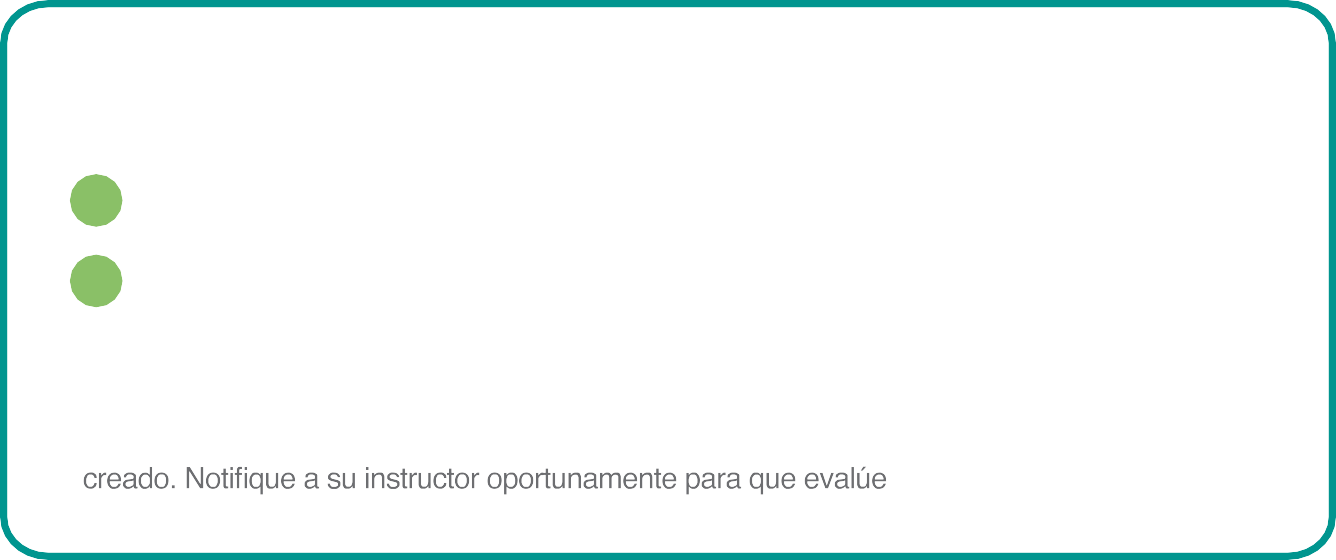 creado. Notifique a su instructor oportunamente para que evalúe